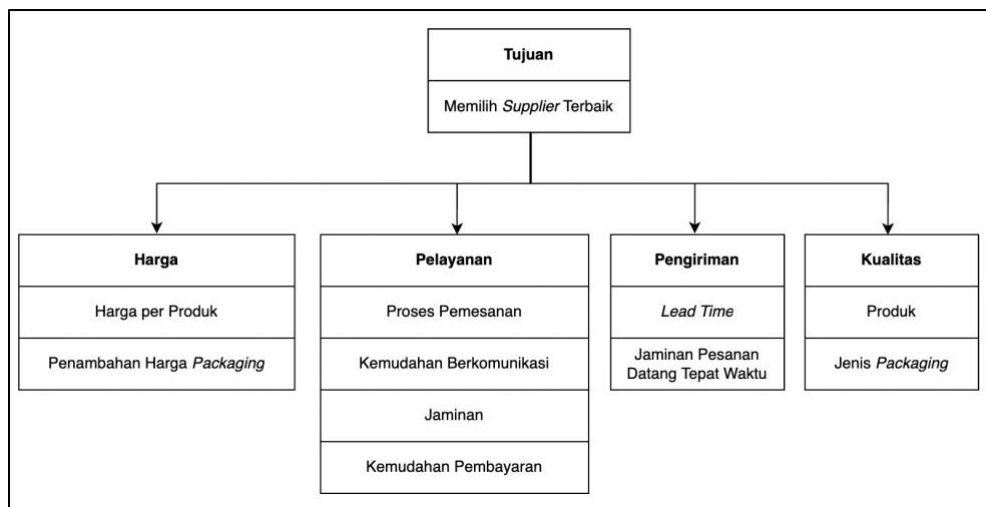 Tujuan
Memilih Supplier Terbaik
Harga
Harga per Produk
Penambahan Harga Packaging
Pelayanan
Proses Pemesanan
Kemudahan Berkomunikasi
Jaminan
Kemudahan Pembayaran
Pengiriman
Lead Time
Jaminan Pesanan
Datang Tepat Waktu
Kualitas
Produk
Jenis Packaging